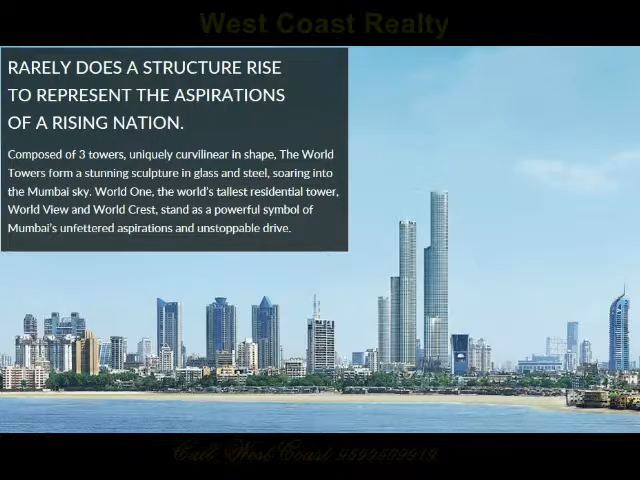 West Coast Realty
RARELY DOES A STRUCTURE RISE
TO REPRESENT THE ASPIRATIONS
OF A RISING NATION.
Composed of 3 towers, uniquely curvilinear in shape, The World
Towers form a stunning sculpture in glass and steel, soaring into
the Mumbai sky. World One, the world's tallest residential tower,
World View and World Crest, stand as a powerful symbol of
Mumbai's unfettered aspirations and unstoppable drive.
Call West Coast